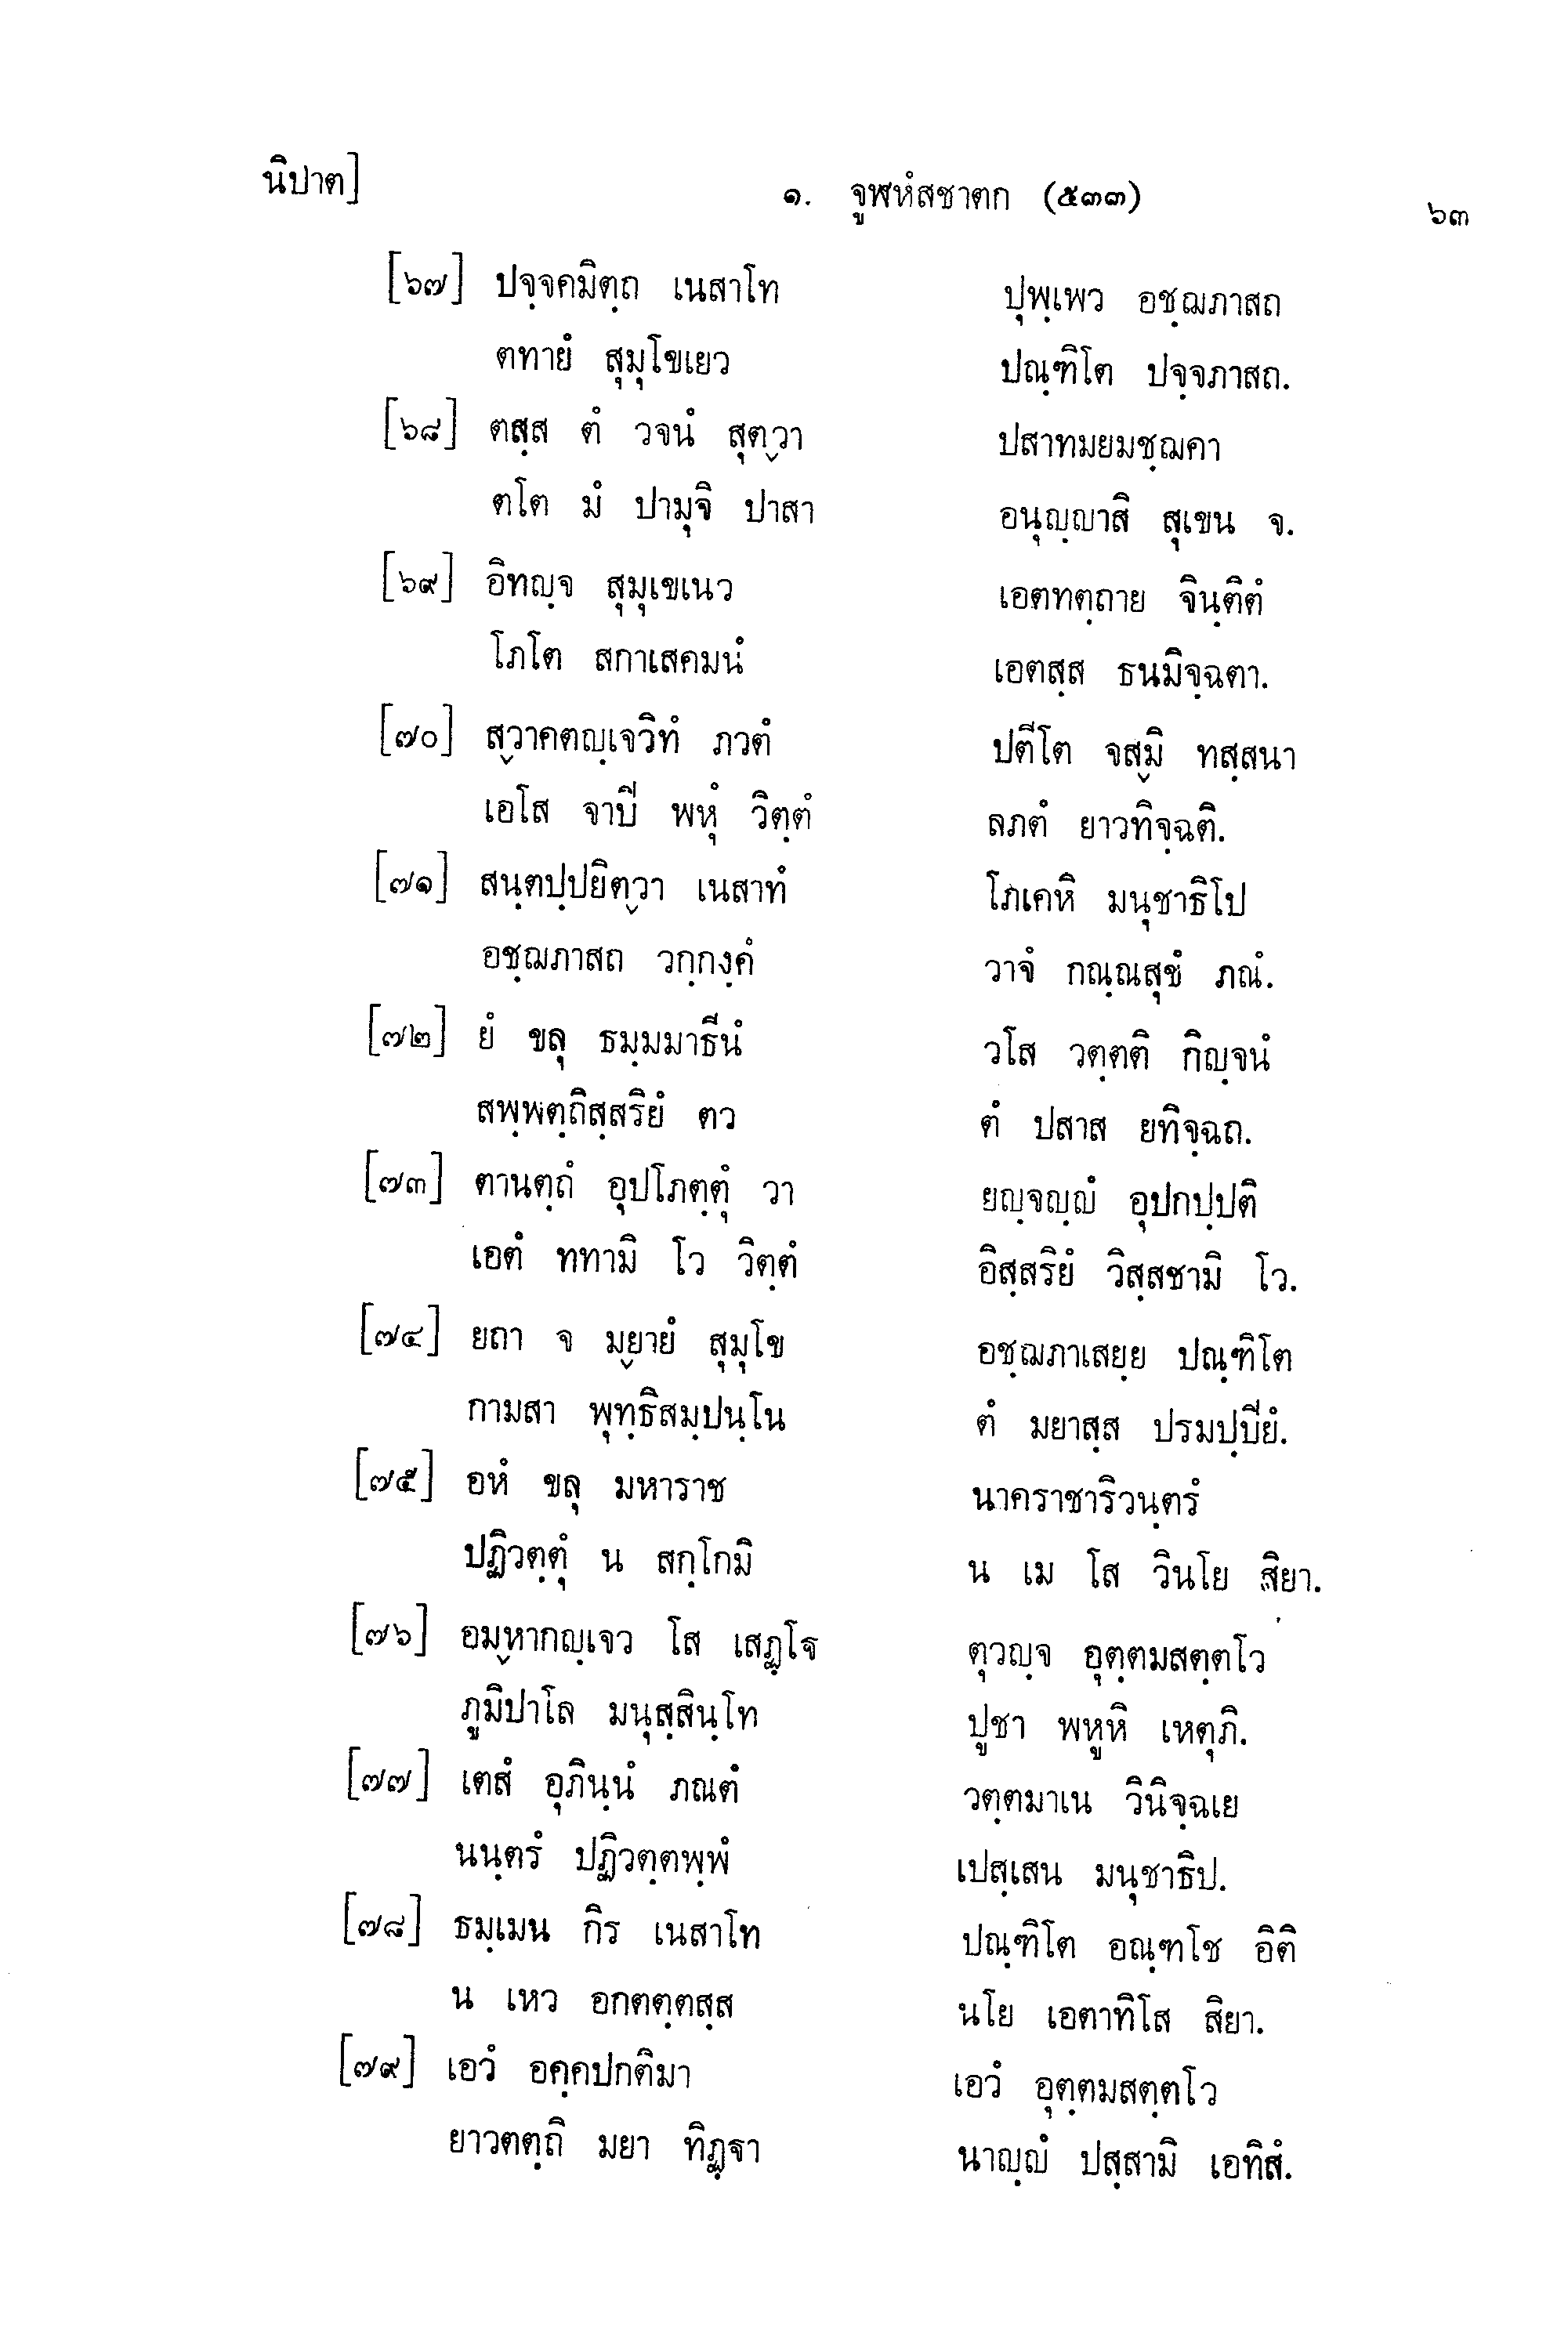 นิปาต] ๑. จูฬหํสชาตก (๕๓๓) ๖๓
[๖๗] ปจฺจคมิตฺถ เนสาโท ปุพฺเพว อชฺฌภาสถ
ตทายํ สุมุโขเยว ปณฺฑิโต ปจฺจภาสถ.
[๖๘] ตสฺส ตํ วจนํ สุตฺวา ปสาทมยมชฺฌคา
ตโต มํ ปามุจิ ปาสา อนุญฺญาสิ สุเขน จ.
[๖๙] อิทญฺจ สุมุเขเนว เอตทตฺถาย จินฺติตํ
โภโต สกาเสคมนํ เอตสฺส ธนมิจฺฉตา.
[๗๐] สฺวาคตญฺเจวิทํ ภวตํ ปตีโต จสฺมิ ทสฺสนา
เอโส จาปิ พหุํ วิตฺตํ ลภตํ ยาวทิจฺฉติ.
[๗๑] สนฺตปฺปยิตฺวา เนสาทํ โภเคหิ มนุชาธิโป
อชฺฌภาสถ วกฺกงฺคํ วาจํ กณฺณสุขํ ภณํ.
[๗๒] ยํ ขลุ ธมฺมมาธีนํ วโส วตฺตติ กิญฺจนํ
สพฺพตฺถิสฺสริยํ ตว ตํ ปสาส ยทิจฺฉถ.
[๗๓] ตานตฺถํ อุปโภตฺตุํ วา ยญฺจญฺญํ อุปกปฺปติ
เอตํ ททามิ โว วิตฺตํ อิสฺสริยํ วิสฺสชามิ โว.
[๗๔] ยถา จ มฺยายํ สุมุโข อชฺฌภาเสยฺย ปณฺฑิโต
กามสา พุทฺธิสมฺปนฺโน ตํ มยาสฺส ปรมปฺปิยํ.
[๗๕] อหํ ขลุ มหาราช นาคราชาริวนฺตรํ
ปฏิวตฺตุํ น สกฺโกมิ น เม โส วินโย สิยา.
[๗๖] อมฺหากญฺเจว โส เสฏฺโฐ ตุวญฺจ อุตฺตมสตฺตโว
ภูมิปาโล มนุสฺสินฺโท ปูชา พหูหิ เหตุภิ.
[๗๗] เตสํ อุภินฺนํ ภณตํ วตฺตมาเน วินิจฺฉเย
นนฺตรํ ปฏิวตฺตพฺพํ เปสฺเสน มนุชาธิป.
[๗๘] ธมฺเมน กิร เนสาโท ปณฺฑิโต อณฺฑโช อิติ
น เหว อกตตฺตสฺส นโย เอตาทิโส สิยา.
[๗๙] เอวํ อคฺคปกติมา เอวํ อุตฺตมสตฺตโว
ยาวตตฺถิ มยา ทิฏฺฐา นาญฺญํ ปสฺสามิ เอทิสํ.